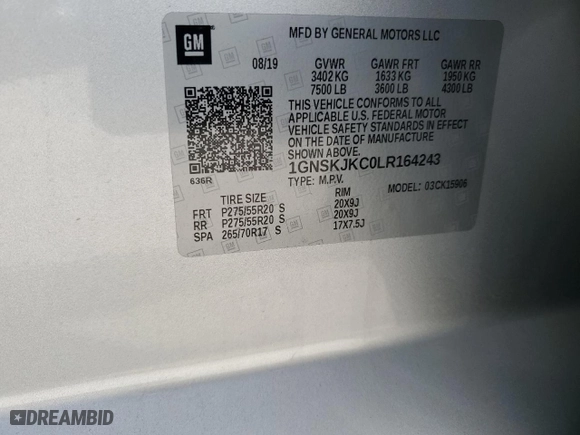 GM
MFD BY GENERAL MOTORS LLC
08/19 GVWR GAWR FRT GAWR RR
3402 KG 1633 KG 1950 KG
7500 LB 3600 LB 4300 LB
THIS VEHICLE CONFORMS TO ALL
APPLICABLE U.S. FEDERAL MOTOR
VEHICLE SAFETY STANDARDS IN EFFECT
ON THE DATE OF MANUFACTURE
SHOWN ABOVE.
1GNSKJKC0LR164243
636R
TYPE: M.P.V. MODEL: 03CK15906
TIRE SIZE RIM
FRT P275/55R20 S 20X9J
RR P275/55R20 S 20X9J
SPA 265/70R17 S 17X7.5J
DREAMBID